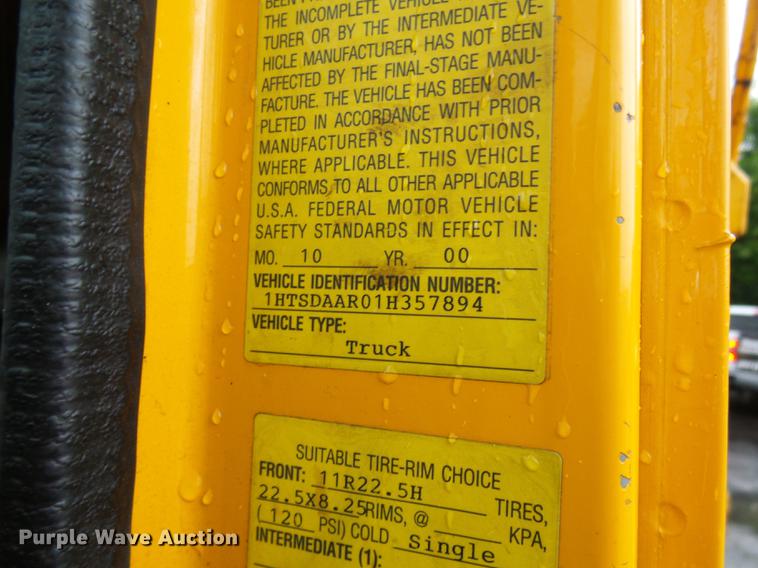 THE INCOMPLETE VEHICLE
TURER OR BY THE INTERMEDIATE VE-
HICLE MANUFACTURER, HAS NOT BEEN
AFFECTED BY THE FINAL-STAGE MANU-
FACTURE. THE VEHICLE HAS BEEN COM-
PLETED IN ACCORDANCE WITH PRIOR
MANUFACTURER'S INSTRUCTIONS,
WHERE APPLICABLE. THIS VEHICLE
CONFORMS TO ALL OTHER APPLICABLE
U.S.A. FEDERAL MOTOR VEHICLE
SAFETY STANDARDS IN EFFECT IN:
MO. 10 YR. 00
VEHICLE IDENTIFICATION NUMBER:
1HTSDAAR01H357894
VEHICLE TYPE:
Truck
SUITABLE TIRE-RIM CHOICE
FRONT: 11R22.5H TIRES,
22.5X8.25RIMS, @ KPA,
(120 PSI) COLD Single
INTERMEDIATE (1):
Purple Wave Auction